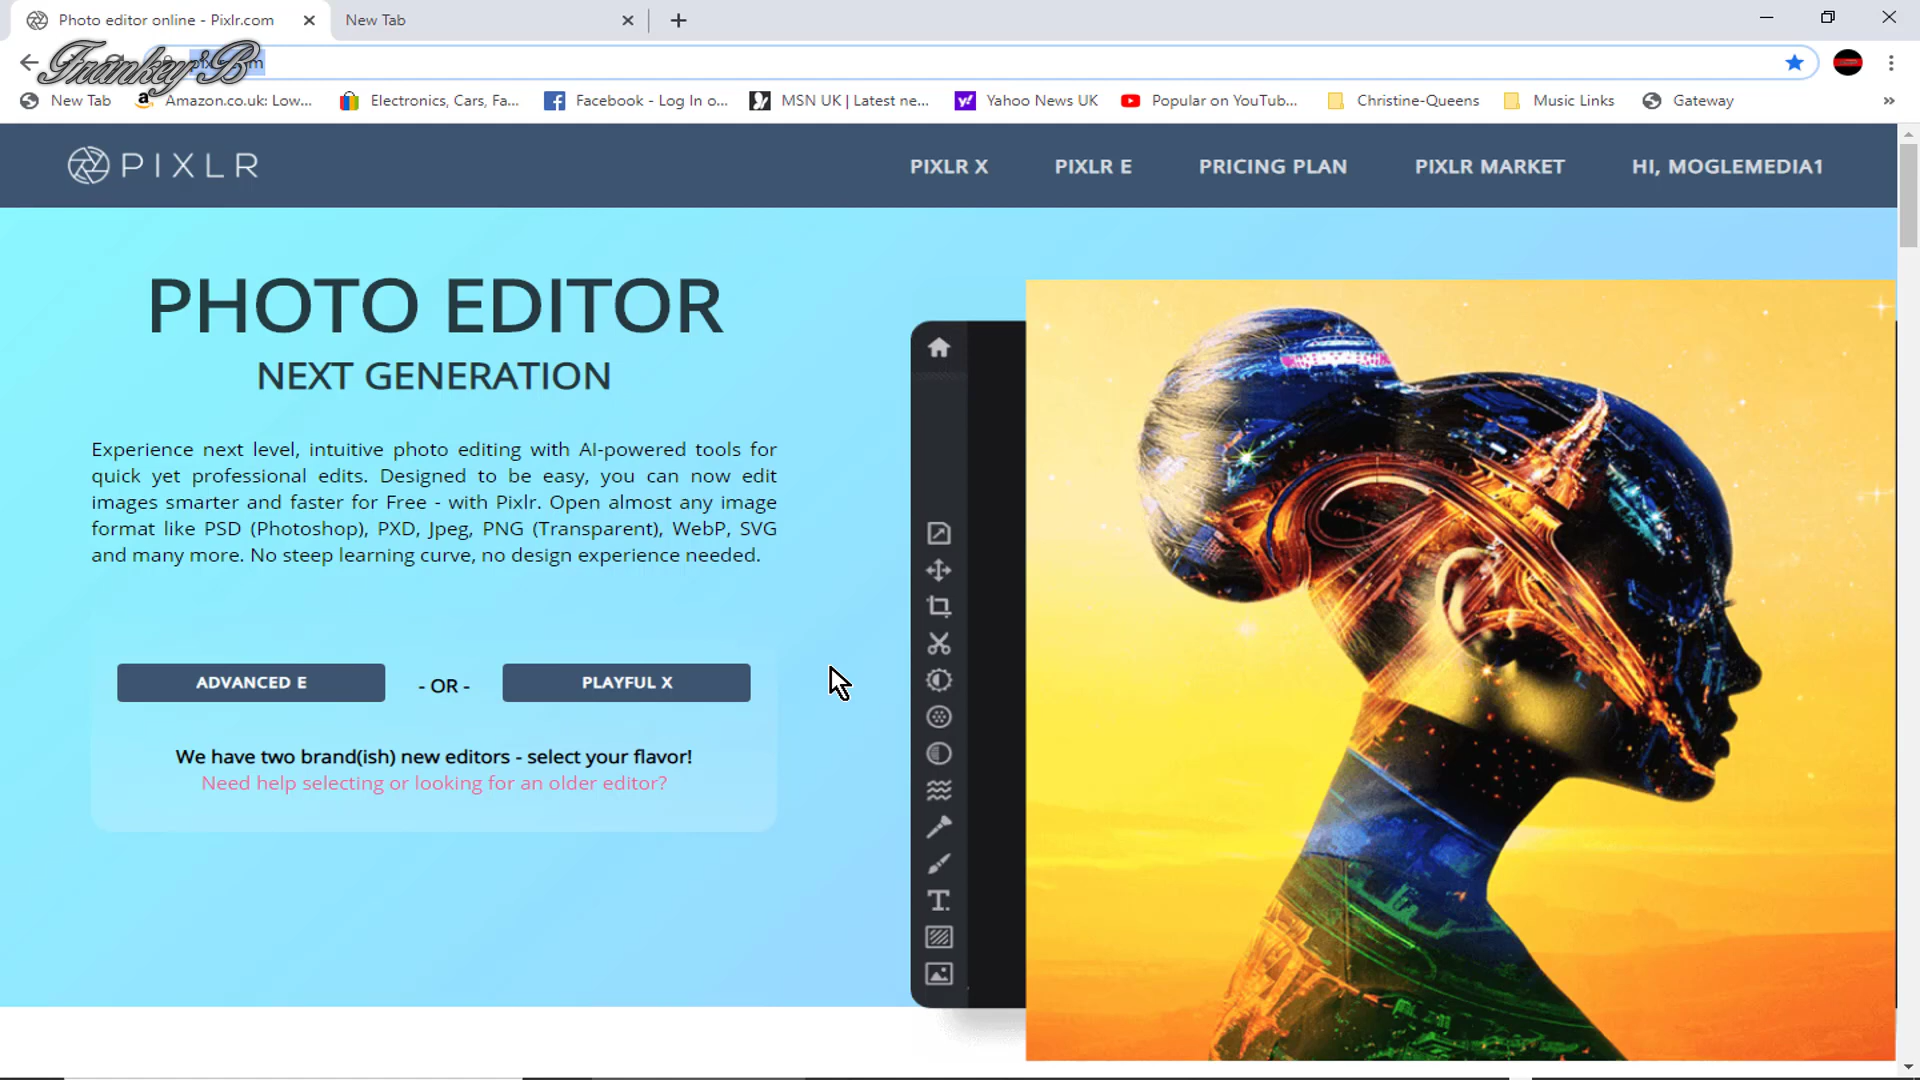 Photo editor online - Pixlr.com
New Tab
Frankey'B
New Tab
Amazon.co.uk: Low...
Electronics, Cars, Fa...
Facebook - Log In o...
MSN UK | Latest ne...
Yahoo News UK
Popular on YouTub...
Christine-Queens
Music Links
Gateway
PIXLR
PIXLR X
PIXLR E
PRICING PLAN
PIXLR MARKET
HI, MOGLEMEDIA1
PHOTO EDITOR
NEXT GENERATION
Experience next level, intuitive photo editing with AI-powered tools for
quick yet professional edits. Designed to be easy, you can now edit
images smarter and faster for Free - with Pixlr. Open almost any image
format like PSD (Photoshop), PXD, Jpeg, PNG (Transparent), WebP, SVG
and many more. No steep learning curve, no design experience needed.
ADVANCED E
- OR -
PLAYFUL X
We have two brand(ish) new editors - select your flavor!
Need help selecting or looking for an older editor?